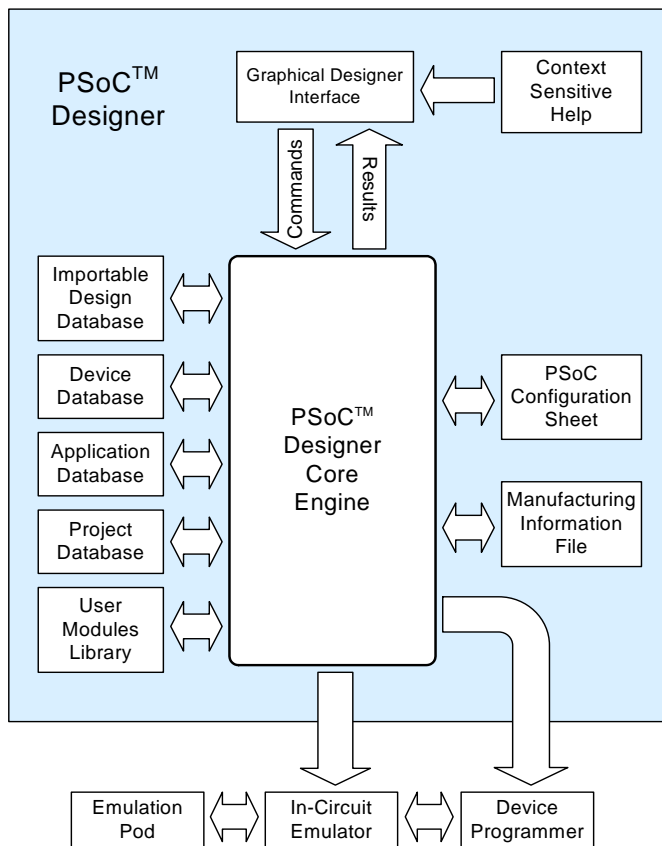 PSoC™
Designer
Graphical Designer
Interface
Context
Sensitive
Help
Commands
Results
Importable
Design
Database
Device
Database
Application
Database
Project
Database
User
Modules
Library
PSoC™
Designer
Core
Engine
PSoC
Configuration
Sheet
Manufacturing
Information
File
Emulation
Pod
In-Circuit
Emulator
Device
Programmer